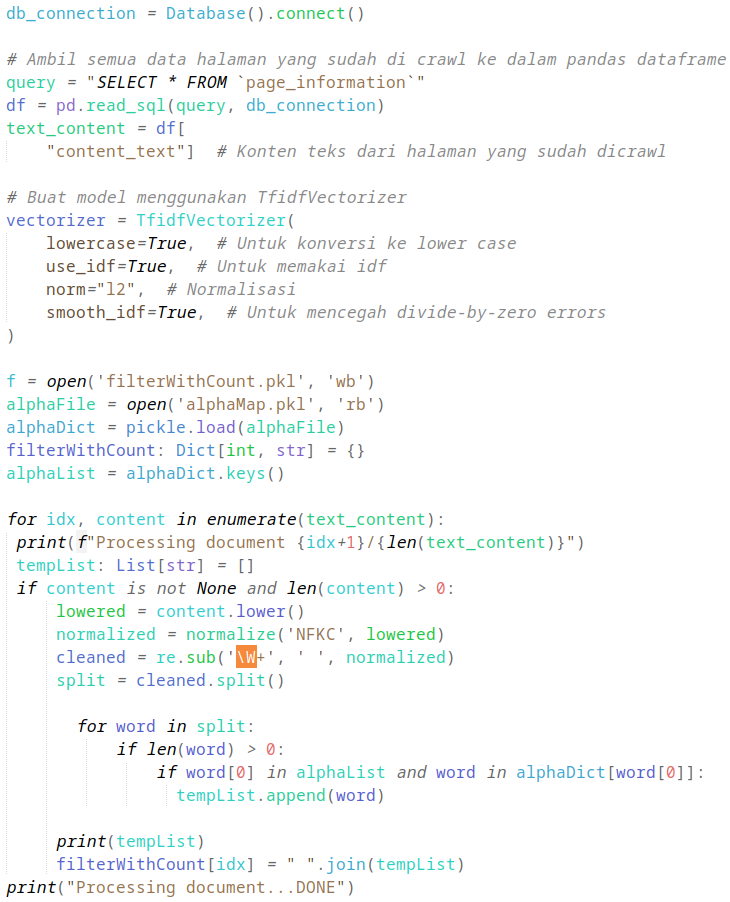 db_connection = Database().connect()

# Ambil semua data halaman yang sudah di crawl ke dalam pandas dataframe
query = "SELECT * FROM `page_information`"
df = pd.read_sql(query, db_connection)
text_content = df[
    "content_text"]  # Konten teks dari halaman yang sudah dicrawl

# Buat model menggunakan TfidfVectorizer
vectorizer = TfidfVectorizer(
    lowercase=True,  # Untuk konversi ke lower case
    use_idf=True,  # Untuk memakai idf
    norm="l2",  # Normalisasi
    smooth_idf=True,  # Untuk mencegah divide-by-zero errors
)

f = open('filterWithCount.pkl', 'wb')
alphaFile = open('alphaMap.pkl', 'rb')
alphaDict = pickle.load(alphaFile)
filterWithCount: Dict[int, str] = {}
alphaList = alphaDict.keys()

for idx, content in enumerate(text_content):
 print(f"Processing document {idx+1}/{len(text_content)}")
 tempList: List[str] = []
 if content is not None and len(content) > 0:
     lowered = content.lower()
     normalized = normalize('NFKC', lowered)
     cleaned = re.sub('\W+', ' ', normalized)
     split = cleaned.split()

       for word in split:
           if len(word) > 0:
               if word[0] in alphaList and word in alphaDict[word[0]]:
                 tempList.append(word)

     print(tempList)
     filterWithCount[idx] = " ".join(tempList)
print("Processing document...DONE")